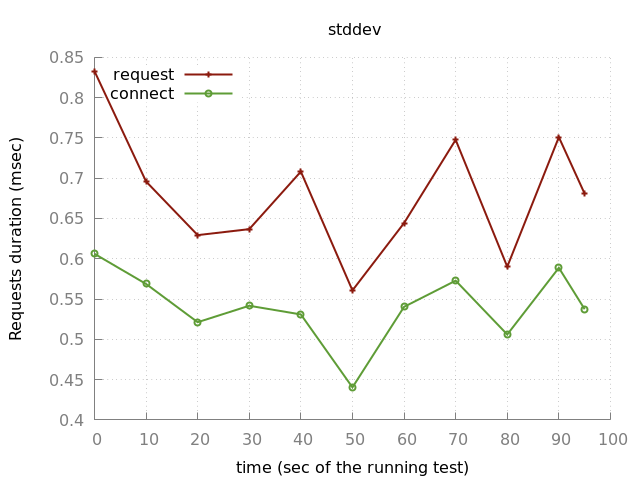 stddev
request
connect
Requests duration (msec)
0.85
0.8
0.75
0.7
0.65
0.6
0.55
0.5
0.45
0.4
0 10 20 30 40 50 60 70 80 90 100
time (sec of the running test)